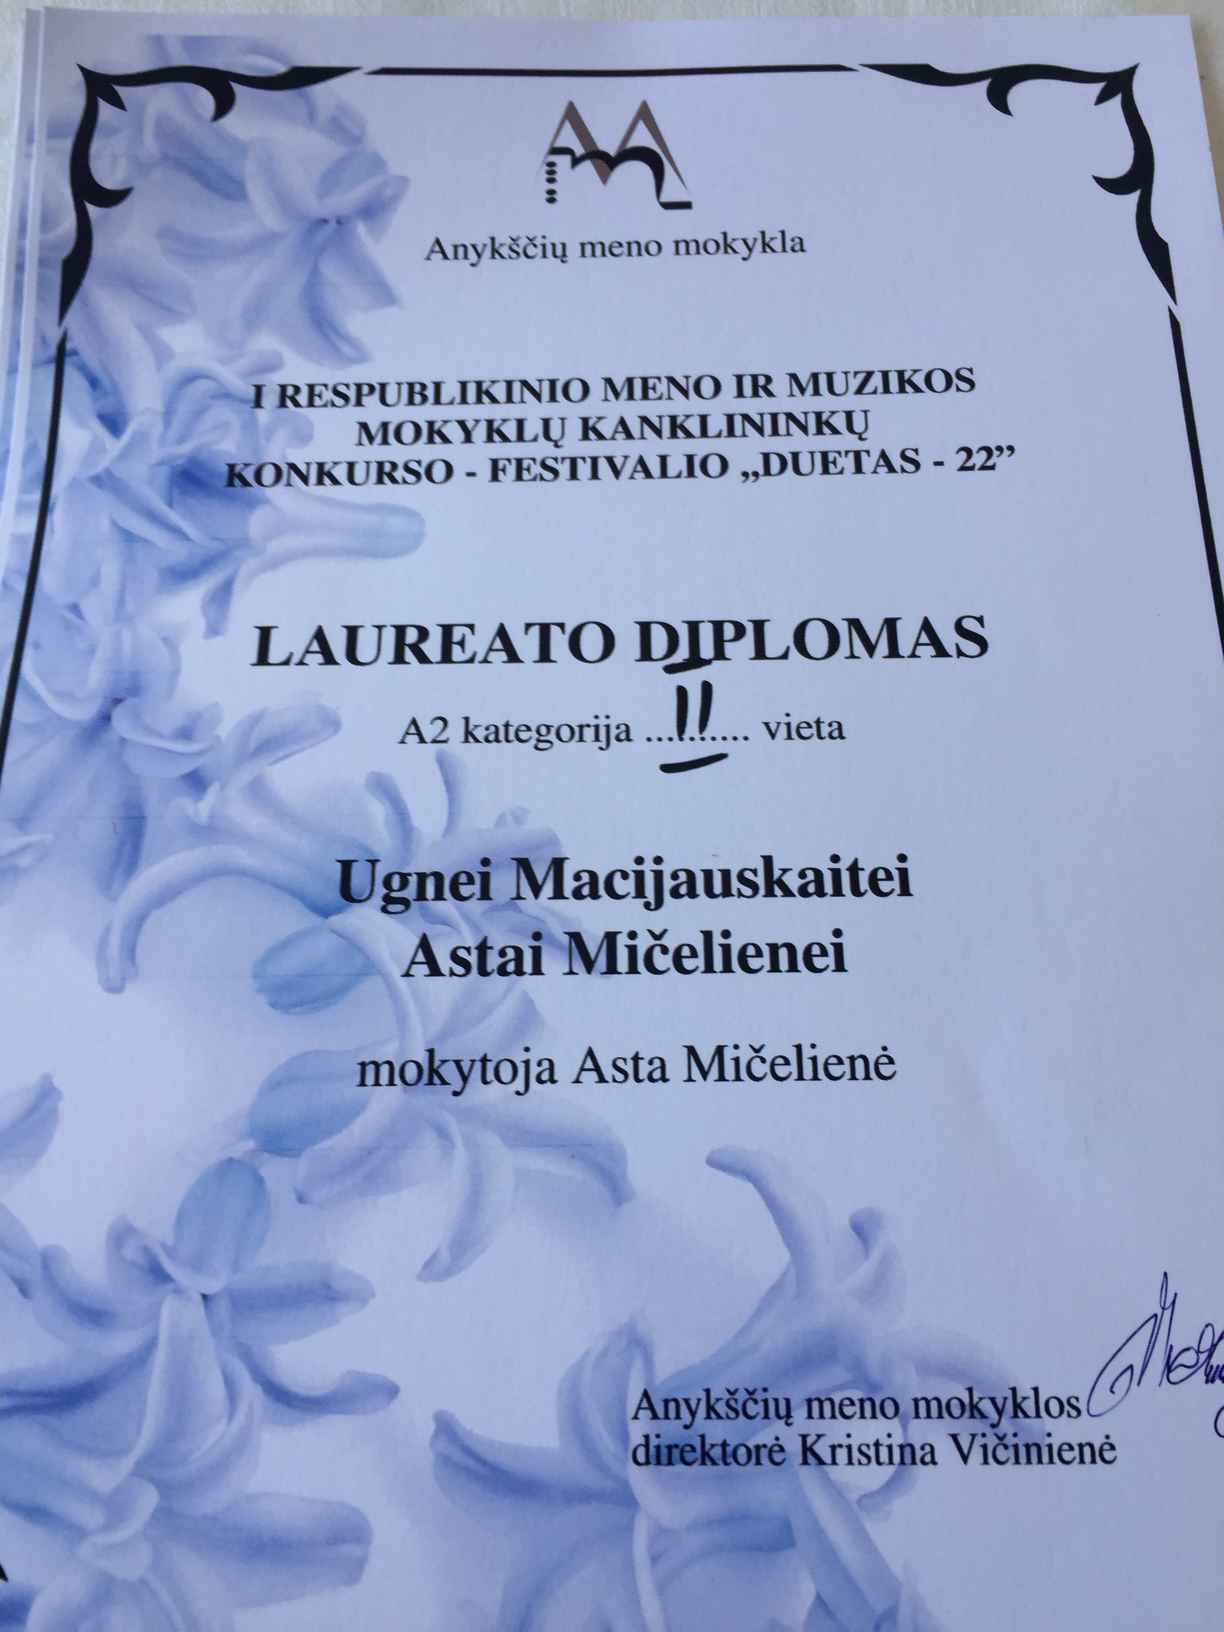 Anykščių meno mokykla
I RESPUBLIKINIO MENO IR MUZIKOS
MOKYKLŲ KANKLININKŲ
KONKURSO - FESTIVALIO „DUETAS - 22”
LAUREATO DIPLOMAS
A2 kategorija ...II... vieta
Ugnei Macijauskaitei
Astai Mičelienei
mokytoja Asta Mičelienė
Anykščių meno mokyklos
direktorė Kristina Vičinienė